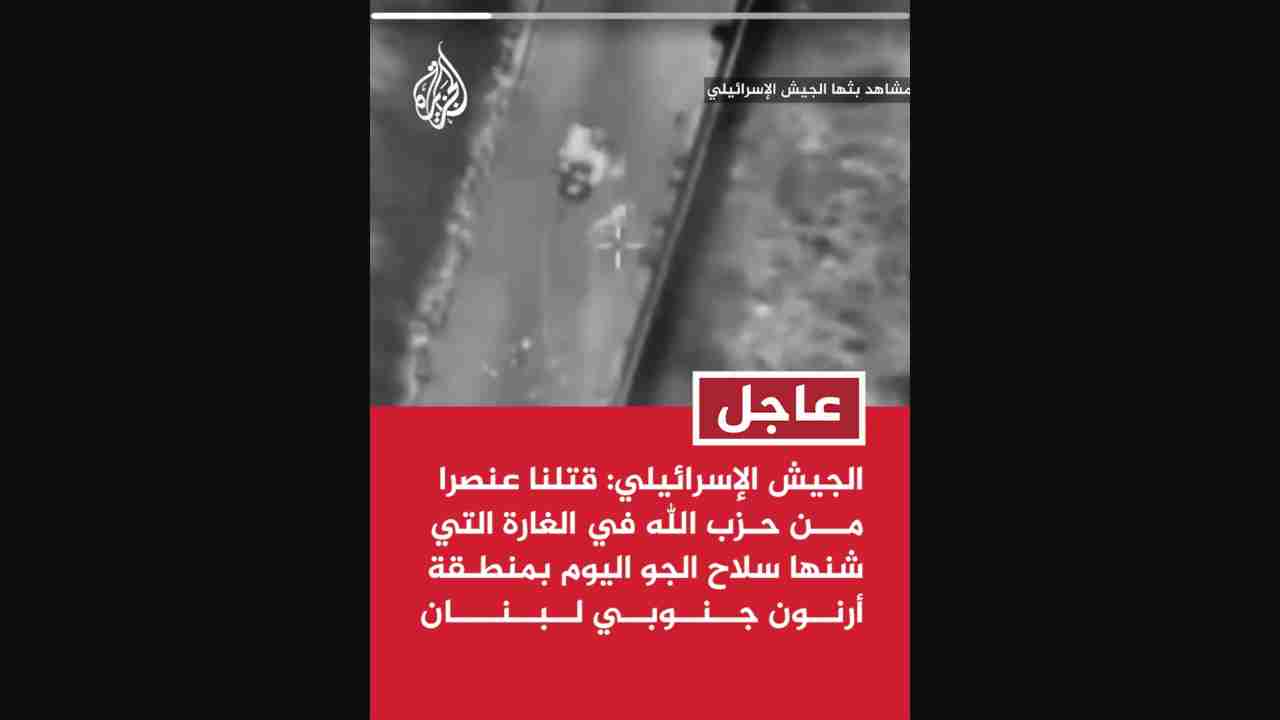 الجزيرة
مشاهد بثها الجيش الإسرائيلي
عاجل
الجيش الإسرائيلي: قتلنا عنصرا
من حزب الله في الغارة التي
شنها سلاح الجو اليوم بمنطقة
أرنون جنوبي لبنان